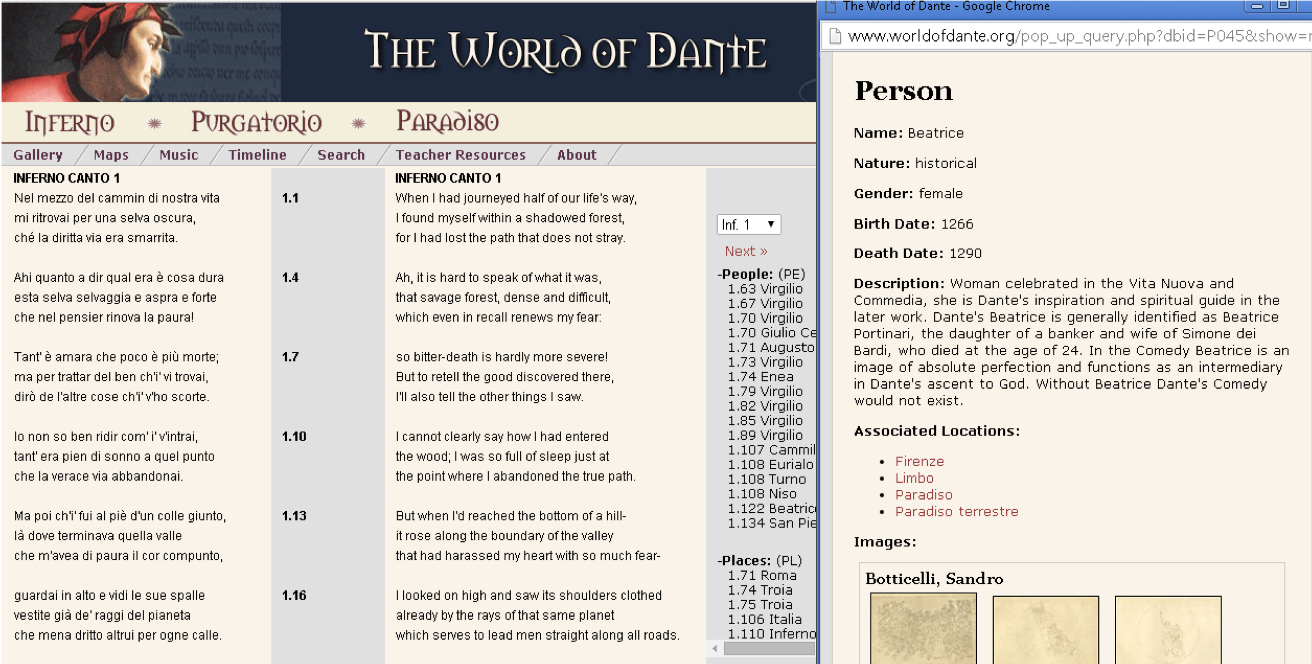 THE WORLD OF DANTE
INFERNO
PURGATORIO
PARADISO
Gallery
Maps
Music
Timeline
Search
Teacher Resources
About
INFERNO CANTO 1
Nel mezzo del cammin di nostra vita
mi ritrovai per una selva oscura,
ché la diritta via era smarrita.
Ahi quanto a dir qual era è cosa dura
esta selva selvaggia e aspra e forte
che nel pensier rinova la paura!
Tant' è amara che poco è più morte;
ma per trattar del ben ch'i' vi trovai,
dirò de l'altre cose ch'i' v'ho scorte.
Io non so ben ridir com' i' v'intrai,
tant' era pien di sonno a quel punto
che la verace via abbandonai.
Ma poi ch'i' fui al piè d'un colle giunto,
là dove terminava quella valle
che m'avea di paura il cor compunto,
guardai in alto e vidi le sue spalle
vestite già de' raggi del pianeta
che mena dritto altrui per ogne calle.
1.1
1.4
1.7
1.10
1.13
1.16
INFERNO CANTO 1
When I had journeyed half of our life's way,
I found myself within a shadowed forest,
for I had lost the path that does not stray.
Ah, it is hard to speak of what it was,
that savage forest, dense and difficult,
which even in recall renews my fear:
so bitter-death is hardly more severe!
But to retell the good discovered there,
I'll also tell the other things I saw.
I cannot clearly say how I had entered
the wood; I was so full of sleep just at
the point where I abandoned the true path.
But when I'd reached the bottom of a hill-
it rose along the boundary of the valley
that had harassed my heart with so much fear-
I looked on high and saw its shoulders clothed
already by the rays of that same planet
which serves to lead men straight along all roads.
Inf. 1
Next »
-People: (PE)
1.63 Virgilio
1.67 Virgilio
1.70 Virgilio
1.70 Giulio Ce
1.71 Augusto
1.73 Virgilio
1.74 Enea
1.79 Virgilio
1.82 Virgilio
1.85 Virgilio
1.89 Virgilio
1.107 Cammil
1.108 Eurialo
1.108 Turno
1.108 Niso
1.122 Beatric
1.134 San Pie
-Places: (PL)
1.71 Roma
1.74 Troia
1.75 Troia
1.106 Italia
1.110 Inferno
The World of Dante - Google Chrome
www.worldofdante.org/pop_up_query.php?dbid=P045&show=
Person
Name: Beatrice
Nature: historical
Gender: female
Birth Date: 1266
Death Date: 1290
Description: Woman celebrated in the Vita Nuova and
Commedia, she is Dante's inspiration and spiritual guide in the
later work. Dante's Beatrice is generally identified as Beatrice
Portinari, the daughter of a banker and wife of Simone dei
Bardi, who died at the age of 24. In the Comedy Beatrice is an
image of absolute perfection and functions as an intermediary
in Dante's ascent to God. Without Beatrice Dante's Comedy
would not exist.
Associated Locations:
Firenze
Limbo
Paradiso
Paradiso terrestre
Images:
Botticelli, Sandro